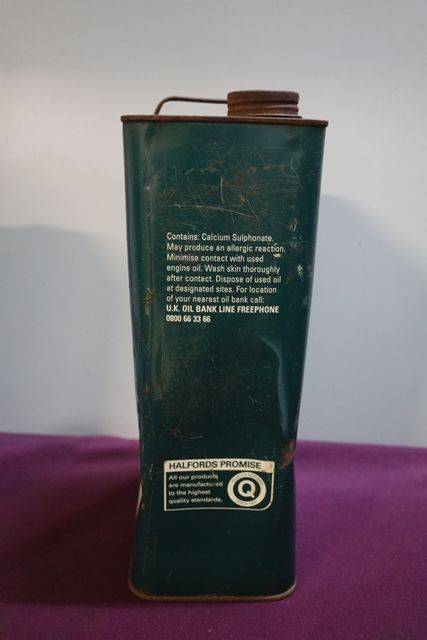 Contains: Calcium Sulphonate.
May produce an allergic reaction.
Minimise contact with used
engine oil. Wash skin thoroughly
after contact. Dispose of used oil
at designated sites. For location
of your nearest oil bank call:
U.K. OIL BANK LINE FREEPHONE
0800 66 33 66
HALFORDS PROMISE
All our products
are manufactured
to the highest
quality standards.
Q